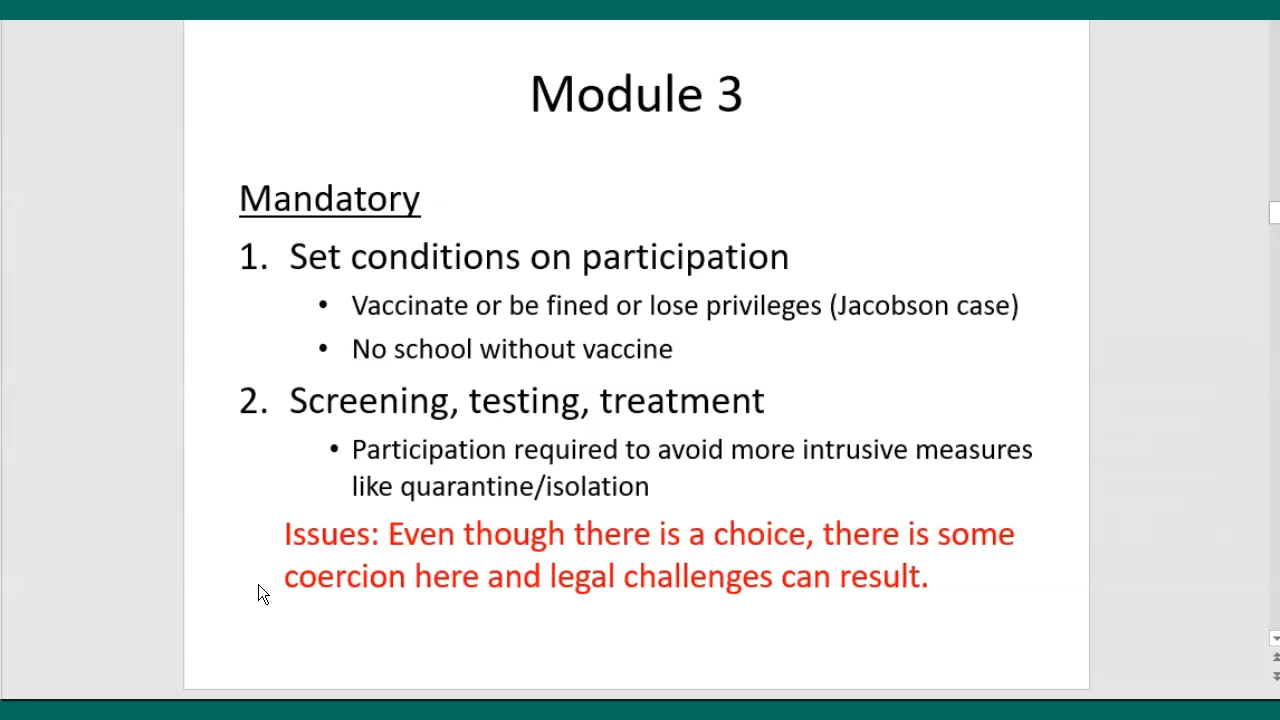 Module 3
Mandatory
1. Set conditions on participation
• Vaccinate or be fined or lose privileges (Jacobson case)
• No school without vaccine
2. Screening, testing, treatment
• Participation required to avoid more intrusive measures
like quarantine/isolation
Issues: Even though there is a choice, there is some
coercion here and legal challenges can result.